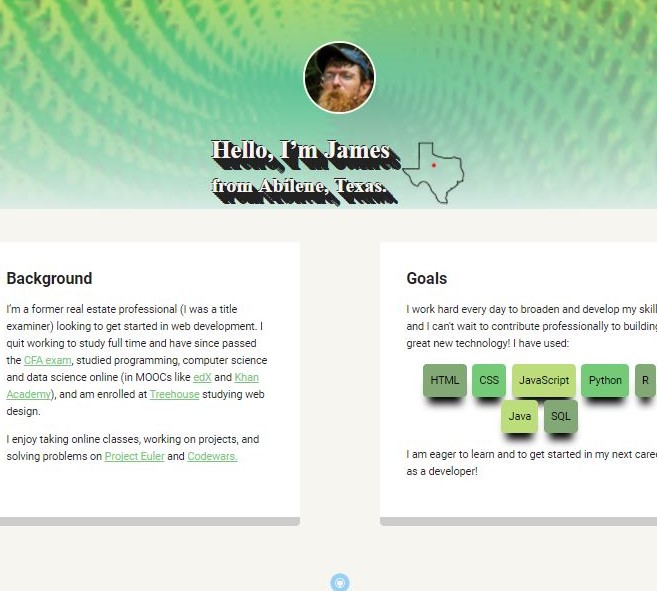 Hello, I'm James
from Abilene, Texas.
Background
I'm a former real estate professional (I was a title
examiner) looking to get started in web development. I
quit working to study full time and have since passed
the CFA exam, studied programming, computer science
and data science online (in MOOCs like edX and Khan
Academy), and am enrolled at Treehouse studying web
design.
I enjoy taking online classes, working on projects, and
solving problems on Project Euler and Codewars.
Goals
I work hard every day to broaden and develop my skill
and I can't wait to contribute professionally to building
great new technology! I have used:
HTML CSS JavaScript Python R
Java SQL
I am eager to learn and to get started in my next caree
as a developer!